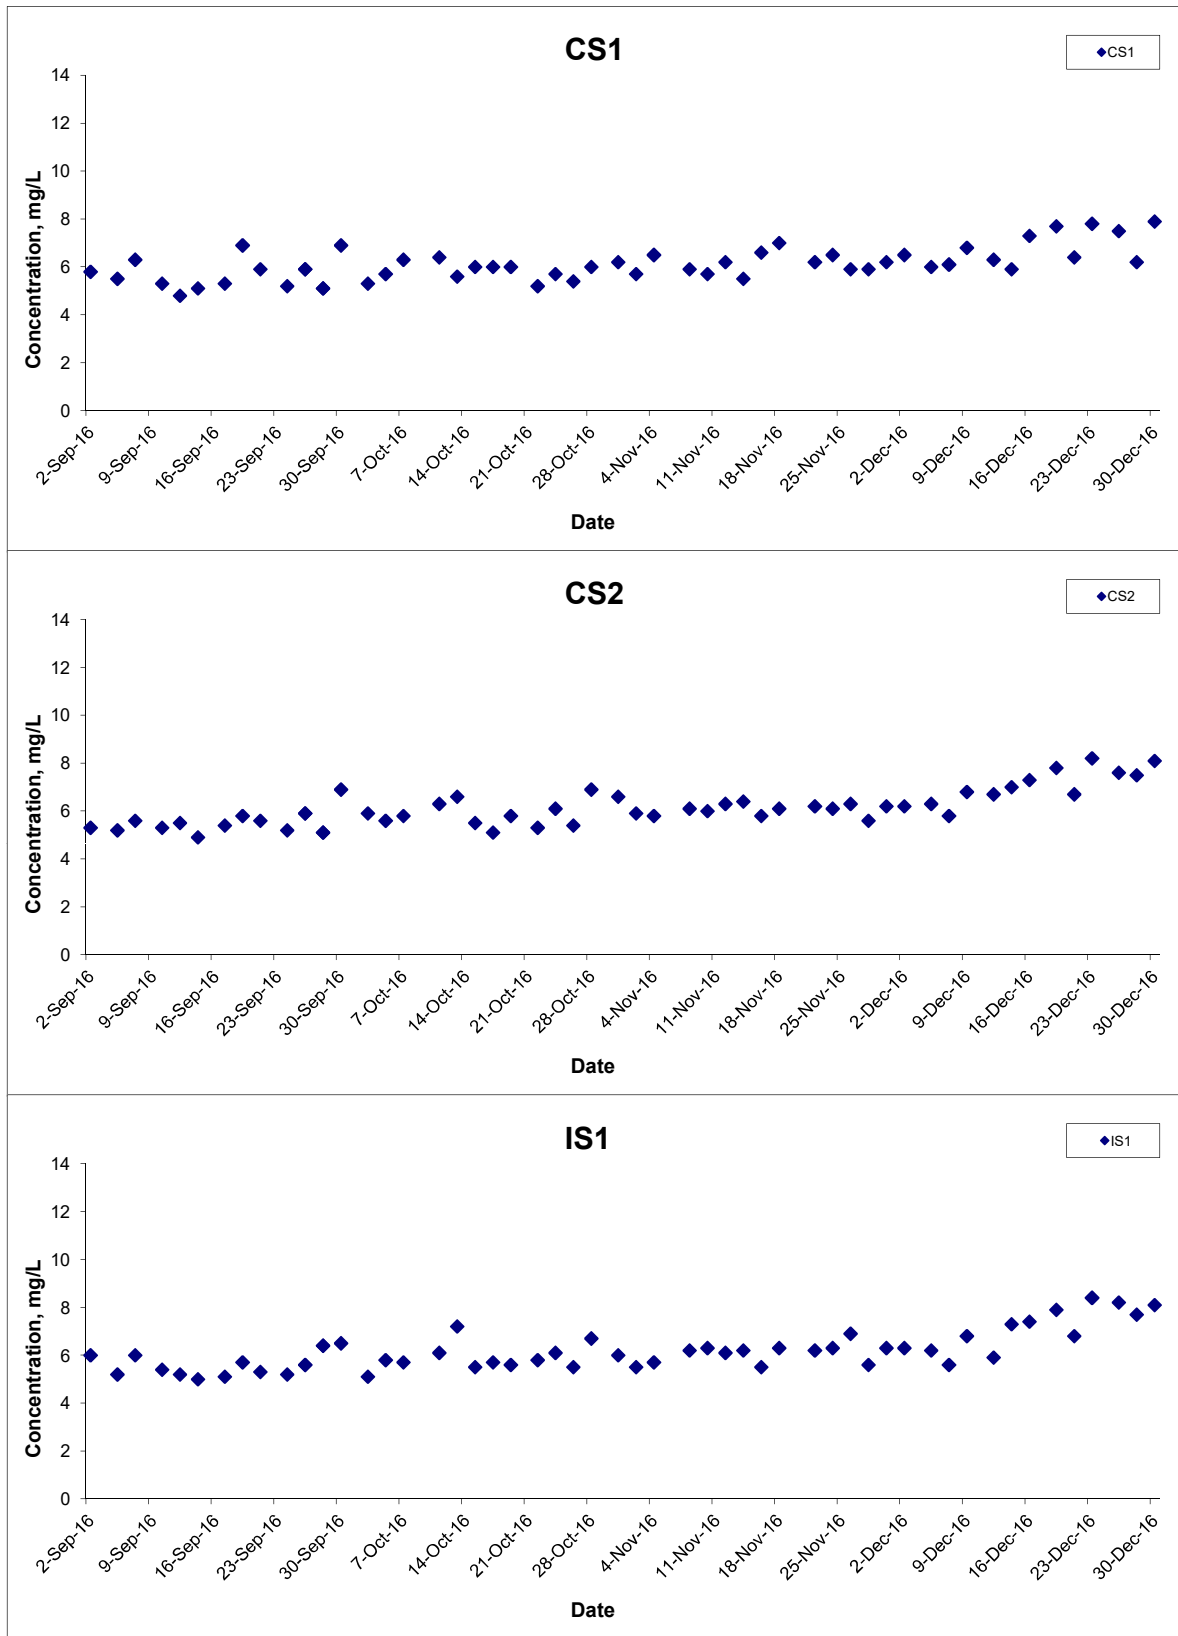 CS1
CS1
14
12
10
8
6
4
2
0
Concentration, mg/L
2-Sep-16
9-Sep-16
16-Sep-16
23-Sep-16
30-Sep-16
7-Oct-16
14-Oct-16
21-Oct-16
28-Oct-16
4-Nov-16
11-Nov-16
18-Nov-16
25-Nov-16
2-Dec-16
9-Dec-16
16-Dec-16
23-Dec-16
30-Dec-16
Date
CS2
CS2
14
12
10
8
6
4
2
0
Concentration, mg/L
2-Sep-16
9-Sep-16
16-Sep-16
23-Sep-16
30-Sep-16
7-Oct-16
14-Oct-16
21-Oct-16
28-Oct-16
4-Nov-16
11-Nov-16
18-Nov-16
25-Nov-16
2-Dec-16
9-Dec-16
16-Dec-16
23-Dec-16
30-Dec-16
Date
IS1
IS1
14
12
10
8
6
4
2
0
Concentration, mg/L
2-Sep-16
9-Sep-16
16-Sep-16
23-Sep-16
30-Sep-16
7-Oct-16
14-Oct-16
21-Oct-16
28-Oct-16
4-Nov-16
11-Nov-16
18-Nov-16
25-Nov-16
2-Dec-16
9-Dec-16
16-Dec-16
23-Dec-16
30-Dec-16
Date